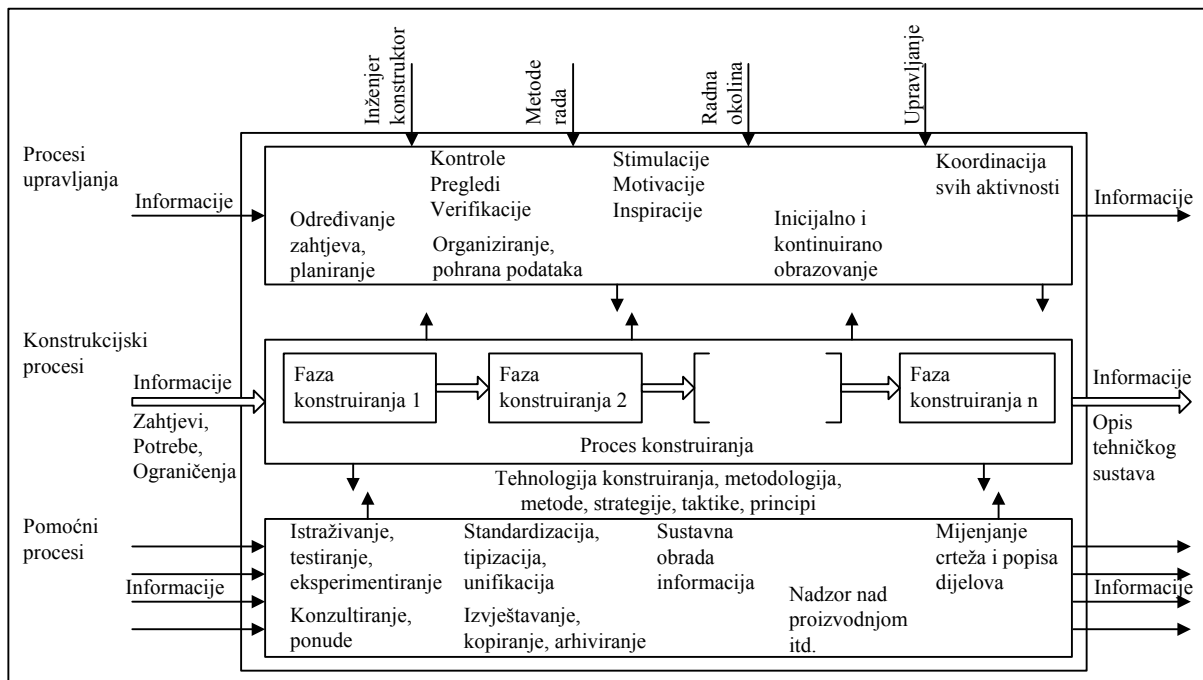 Inženjer
konstruktor
Metode
rada
Radna
okolina
Upravljanje
Procesi
upravljanja
Informacije
Određivanje
zahtjeva,
planiranje
Kontrole
Pregledi
Verifikacije
Organiziranje,
pohrana podataka
Stimulacije
Motivacije
Inspiracije
Inicijalno i
kontinuirano
obrazovanje
Koordinacija
svih aktivnosti
Informacije
Konstrukcijski
procesi
Informacije
Zahtjevi,
Potrebe,
Ograničenja
Faza
konstruiranja 1
Faza
konstruiranja 2
Faza
konstruiranja n
Proces konstruiranja
Informacije
Opis
tehničkog
sustava
Tehnologija konstruiranja, metodologija,
metode, strategije, taktike, principi
Pomoćni
procesi
Informacije
Istraživanje,
testiranje,
eksperimentiranje
Konzultiranje,
ponude
Standardizacija,
tipizacija,
unifikacija
Izvještavanje,
kopiranje, arhiviranje
Sustavna
obrada
informacija
Nadzor nad
proizvodnjom
itd.
Mijenjanje
crteža i popisa
dijelova
Informacije